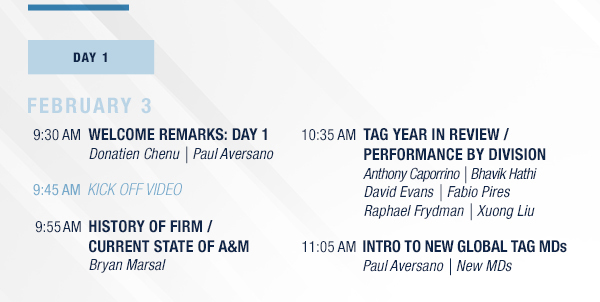 DAY 1
FEBRUARY 3
9:30 AM WELCOME REMARKS: DAY 1
Donatien Chenu | Paul Aversano
9:45 AM KICK OFF VIDEO
9:55 AM HISTORY OF FIRM /
CURRENT STATE OF A&M
Bryan Marsal
10:35 AM TAG YEAR IN REVIEW /
PERFORMANCE BY DIVISION
Anthony Caporrino | Bhavik Hathi
David Evans | Fabio Pires
Raphael Frydman | Xuong Liu
11:05 AM INTRO TO NEW GLOBAL TAG MDs
Paul Aversano | New MDs